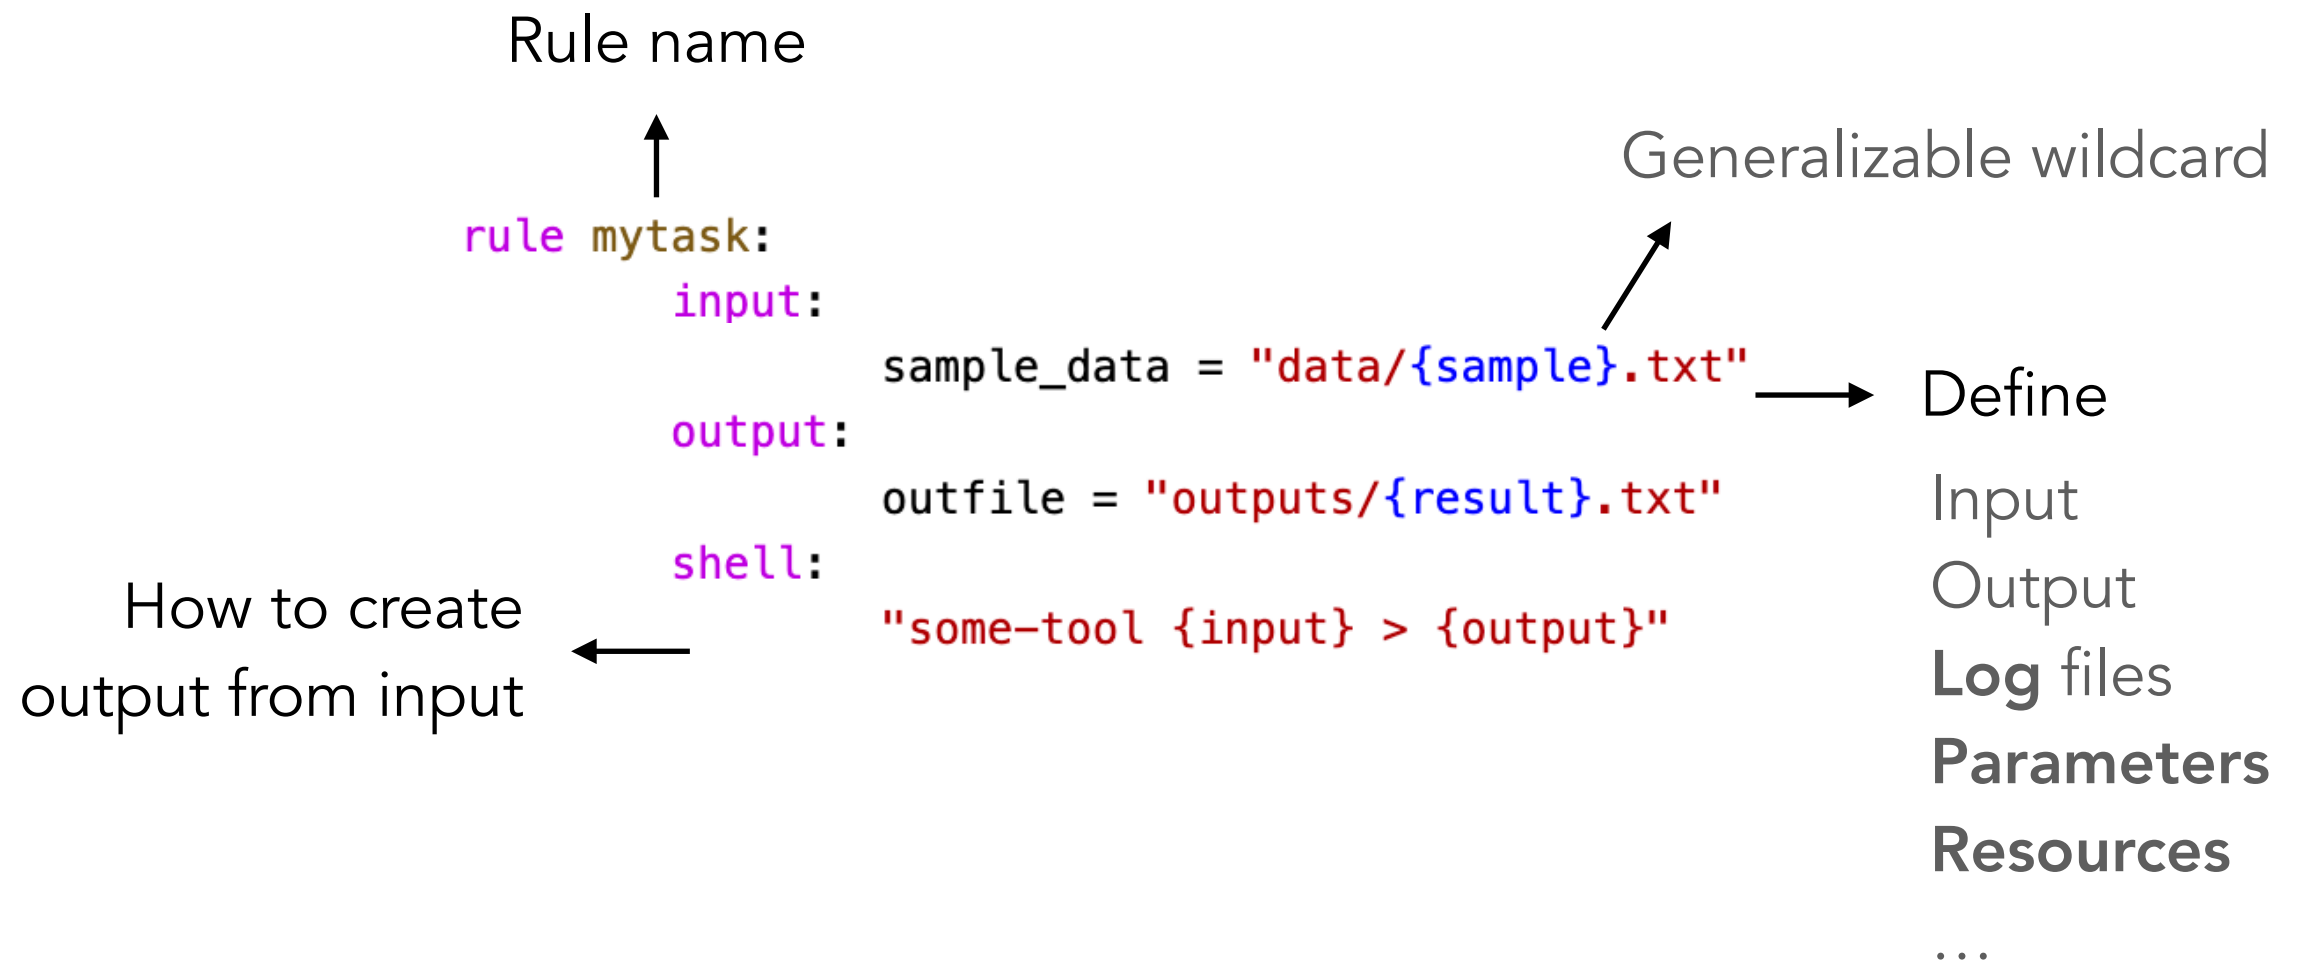 Rule name
Generalizable wildcard
rule mytask:
input:
sample_data = "data/{sample}.txt"
Define
output:
outfile = "outputs/{result}.txt"
Input
shell:
Output
How to create
"some-tool {input} > {output}"
output from input
Log files
Parameters
Resources
…